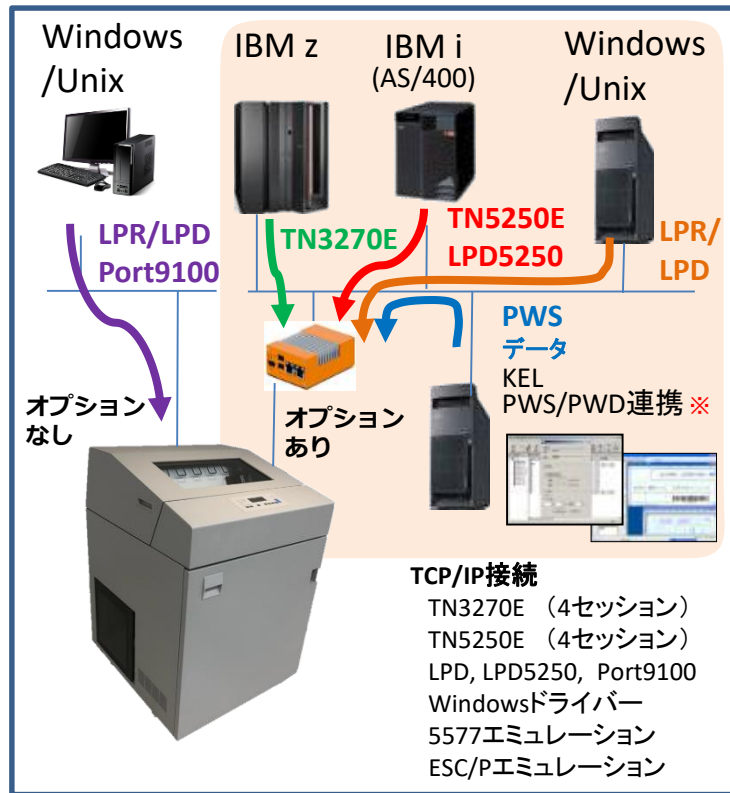 Windows
/Unix
IBM z
IBM i
(AS/400)
Windows
/Unix
LPR/LPD
Port9100
TN3270E
TN5250E
LPD5250
LPR/
LPD
PWS
データ
KEL
PWS/PWD連携 ※
オプション
なし
オプション
あり
TCP/IP接続
TN3270E （4セッション）
TN5250E （4セッション）
LPD, LPD5250, Port9100
Windowsドライバー
5577エミュレーション
ESC/Pエミュレーション